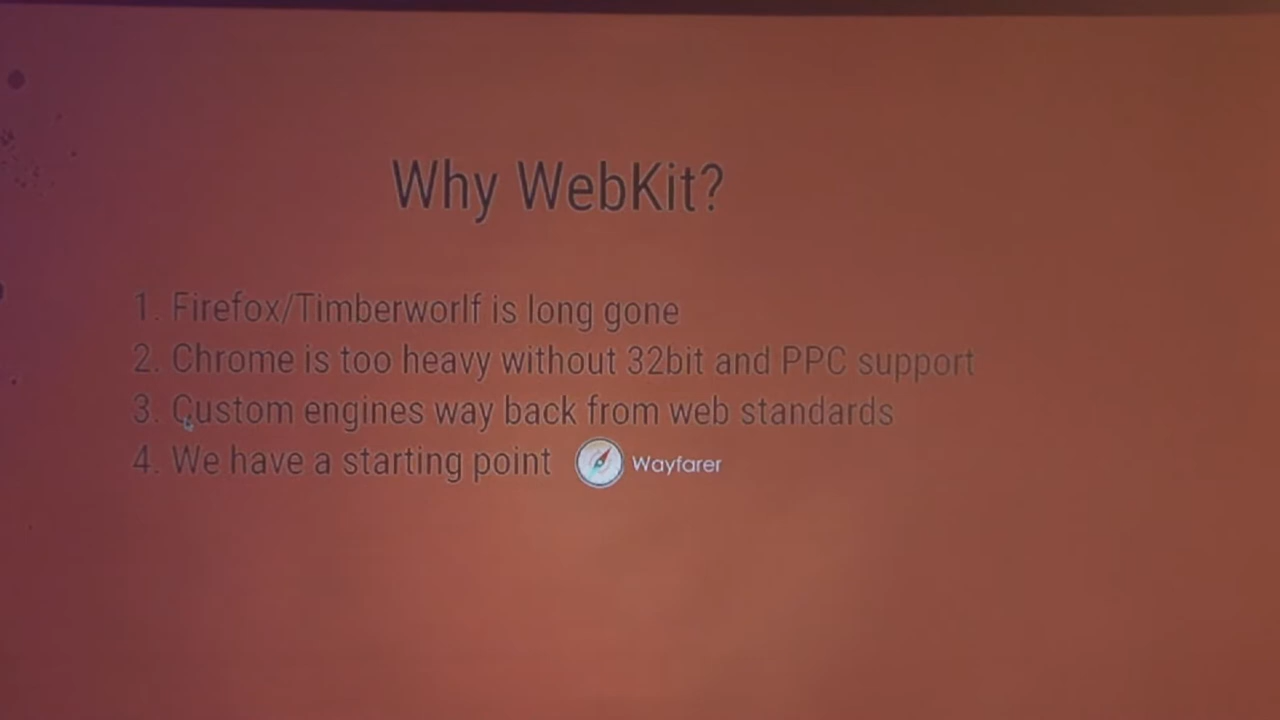 Why WebKit?
1. Firefox/Timberworlf is long gone
2. Chrome is too heavy without 32bit and PPC support
3. Custom engines way back from web standards
4. We have a starting point Wayfarer